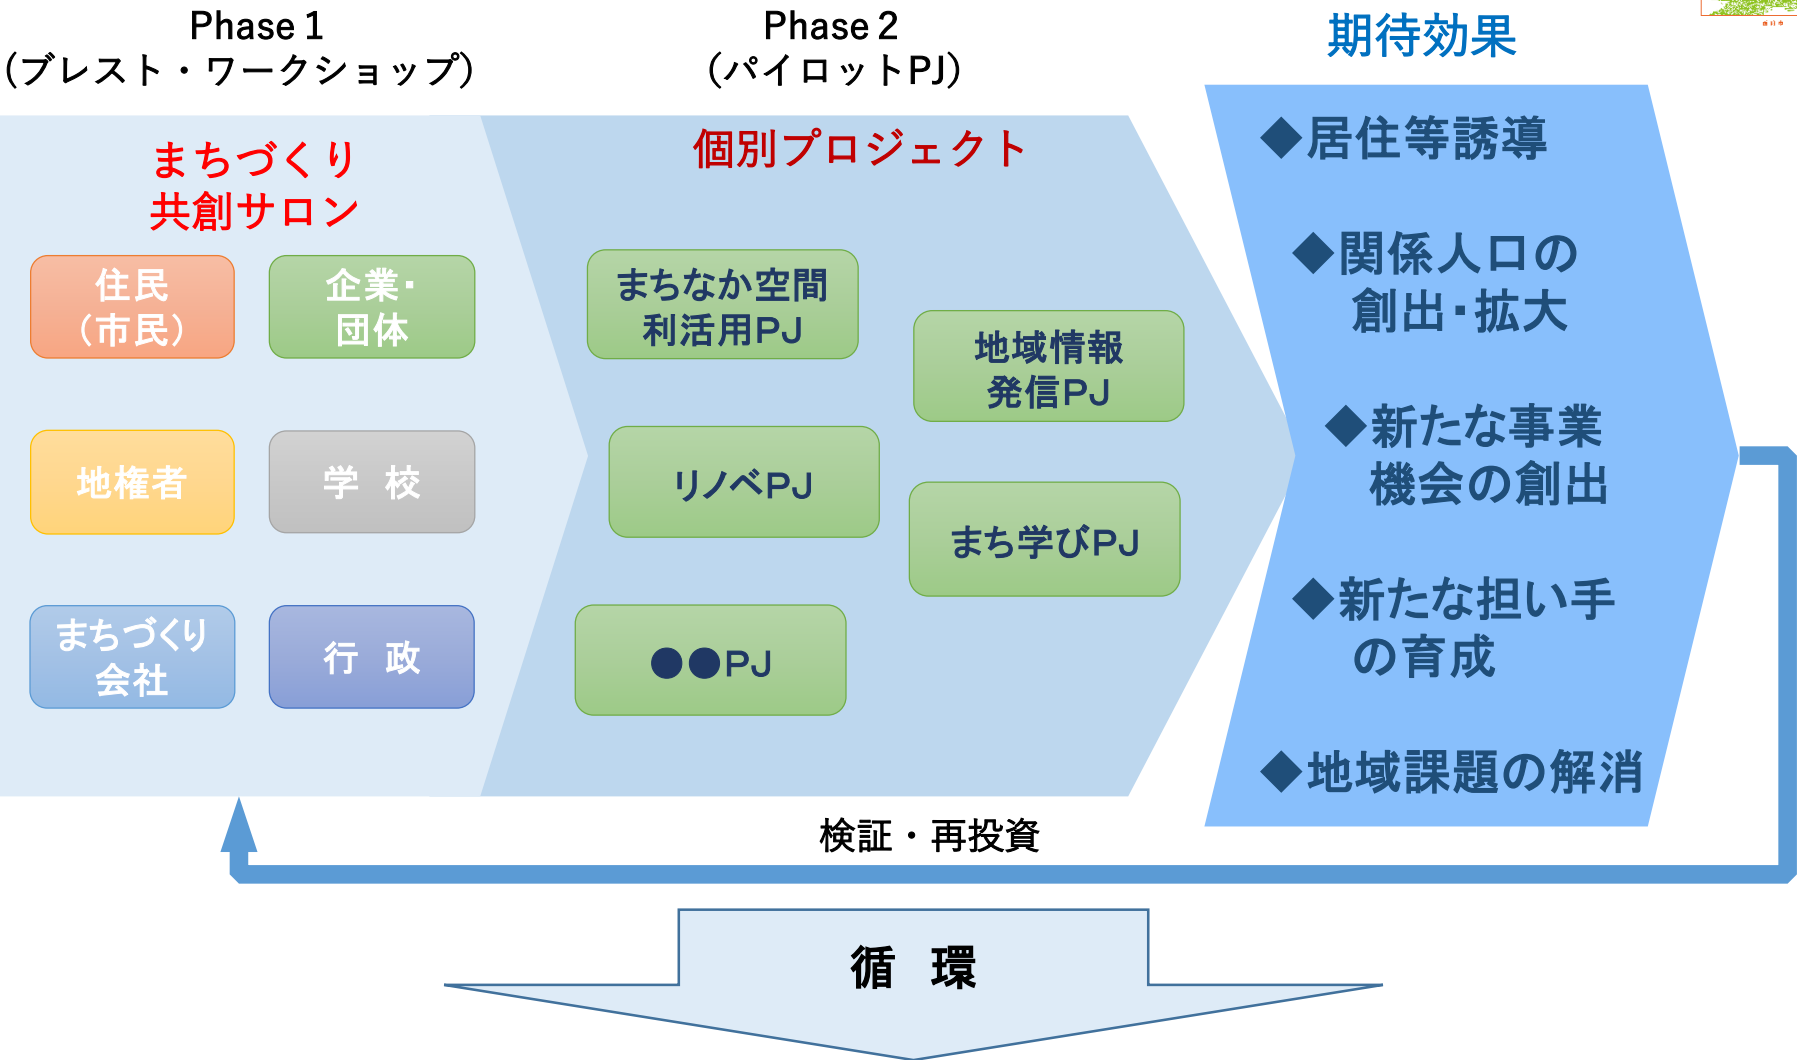 Phase 1
（ブレスト・ワークショップ）
まちづくり
共創サロン
住民
（市民）
企業・
団体
地権者
学　校
まちづくり
会社
行　政
Phase 2
（パイロットPJ）
個別プロジェクト
まちなか空間
利活用PJ
地域情報
発信PJ
リノベPJ
まち学びPJ
●●PJ
期待効果
◆居住等誘導
◆関係人口の
創出・拡大
◆新たな事業
機会の創出
◆新たな担い手
の育成
◆地域課題の解消
検証・再投資
循　環